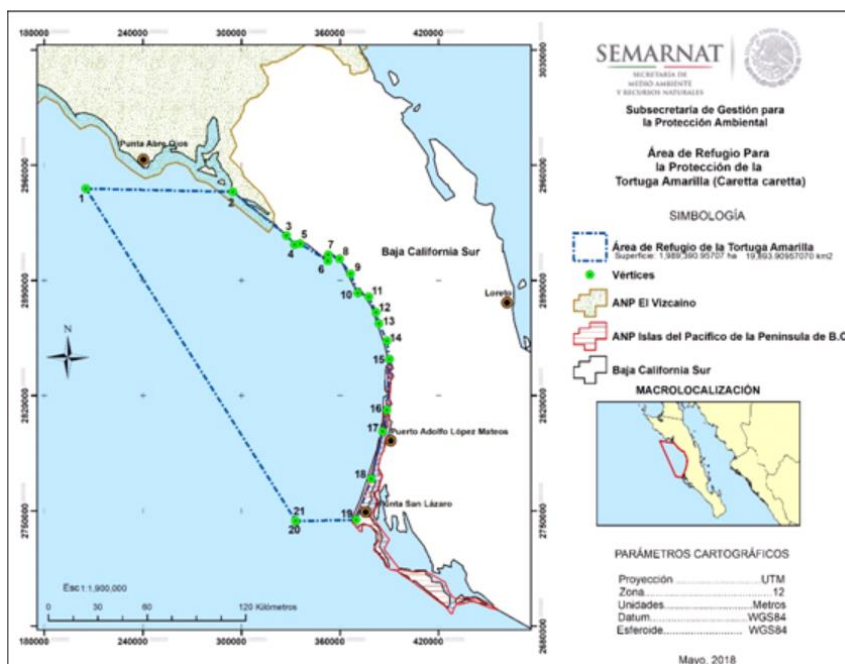 180000 240000 300000 360000 420000
3030000
2960000
2890000
2820000
2750000
2680000
Punta Abre Ojos
1
2
3
4
5
6
7
8
9
10
11
12
13
14
15
16
17
18
19
21
20
Baja California Sur
Loreto
Puerto Adolfo López Mateos
Punta San Lázaro
N
Esc 1:1,900,000
0 30 60 120 Kilómetros
180000 240000 300000 360000 420000
SEMARNAT
SECRETARÍA DE
MEDIO AMBIENTE
Y RECURSOS NATURALES
Subsecretaría de Gestión para
la Protección Ambiental
Área de Refugio Para
la Protección de la
Tortuga Amarilla (Caretta caretta)
SIMBOLOGÍA
Área de Refugio de la Tortuga Amarilla
Superficie: 1,989,390.95707 ha 19,893.90957070 km2
Vértices
ANP El Vizcaino
ANP Islas del Pacífico de la Península de B.C
Baja California Sur
MACROLOCALIZACIÓN
PARÁMETROS CARTOGRÁFICOS
Proyección UTM
Zona 12
Unidades Metros
Datum WGS84
Esferoide WGS84
Mayo, 2018